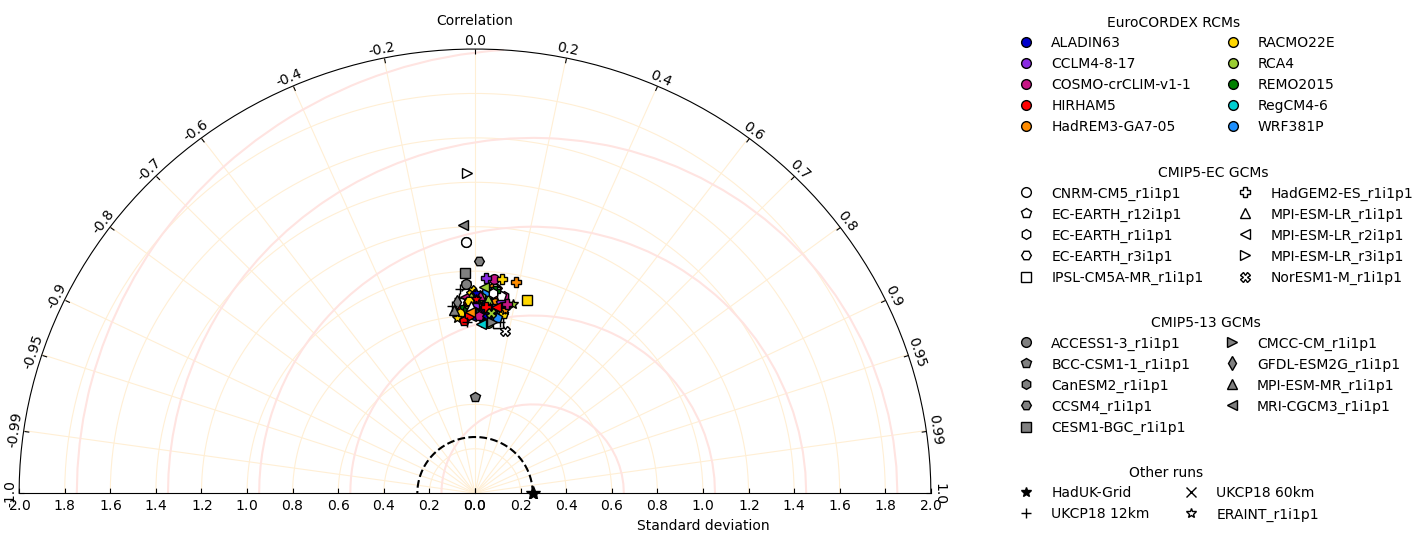 Correlation
-1.0
-0.99
-0.95
-0.9
-0.8
-0.7
-0.6
-0.4
-0.2
0.0
0.2
0.4
0.6
0.7
0.8
0.9
0.95
0.99
1.0
2.0 1.8 1.6 1.4 1.2 1.0 0.8 0.6 0.4 0.2 0.0 0.2 0.4 0.6 0.8 1.0 1.2 1.4 1.6 1.8 2.0
Standard deviation
EuroCORDEX RCMs
ALADIN63 RACMO22E
CCLM4-8-17 RCA4
COSMO-crCLIM-v1-1 REMO2015
HIRHAM5 RegCM4-6
HadREM3-GA7-05 WRF381P
CMIP5-EC GCMs
CNRM-CM5_r1i1p1 HadGEM2-ES_r1i1p1
EC-EARTH_r12i1p1 MPI-ESM-LR_r1i1p1
EC-EARTH_r1i1p1 MPI-ESM-LR_r2i1p1
EC-EARTH_r3i1p1 MPI-ESM-LR_r3i1p1
IPSL-CM5A-MR_r1i1p1 NorESM1-M_r1i1p1
CMIP5-13 GCMs
ACCESS1-3_r1i1p1 CMCC-CM_r1i1p1
BCC-CSM1-1_r1i1p1 GFDL-ESM2G_r1i1p1
CanESM2_r1i1p1 MPI-ESM-MR_r1i1p1
CCSM4_r1i1p1 MRI-CGCM3_r1i1p1
CESM1-BGC_r1i1p1
Other runs
HadUK-Grid UKCP18 60km
UKCP18 12km ERAINT_r1i1p1